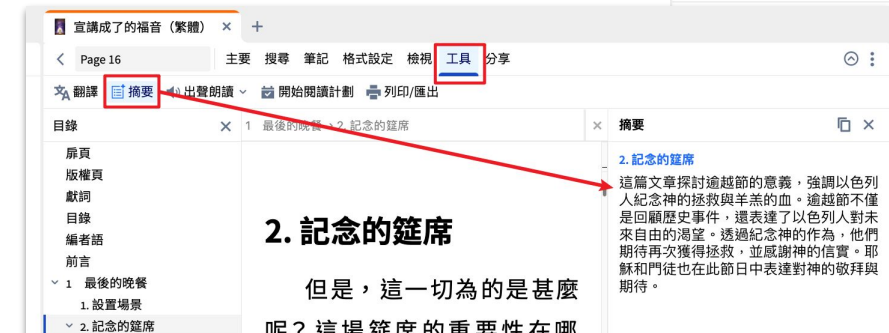 宣講成了的福音（繁體）
Page 16 主要 搜尋 筆記 格式設定 檢視 工具 分享
翻譯 摘要 出聲朗讀 開始閱讀計劃 列印/匯出
目錄
扉頁
版權頁
獻詞
目錄
編者語
前言
1 最後的晚餐
1. 設置場景
2. 記念的筵席
1 最後的晚餐 › 2. 記念的筵席
2. 記念的筵席
但是，這一切為的是甚麼
呢？這場筵席的重要性在哪
摘要
2. 記念的筵席
這篇文章探討逾越節的意義，強調以色列
人紀念神的拯救與羊羔的血。逾越節不僅
是回顧歷史事件，還表達了以色列人對未
來自由的渴望。透過紀念神的作為，他們
期待再次獲得拯救，並感謝神的信實。耶
穌和門徒也在此節日中表達對神的敬拜與
期待。